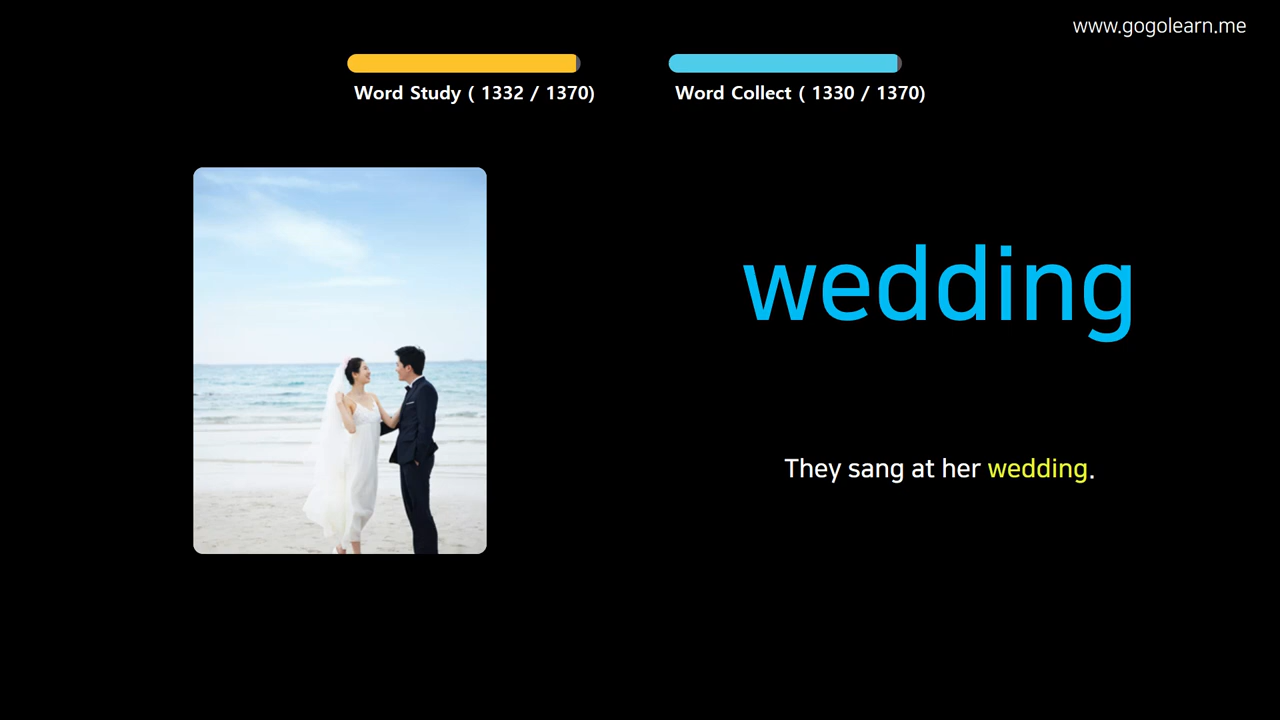 www.gogolearn.me
Word Study ( 1332 / 1370)
Word Collect ( 1330 / 1370)
wedding
They sang at her wedding.